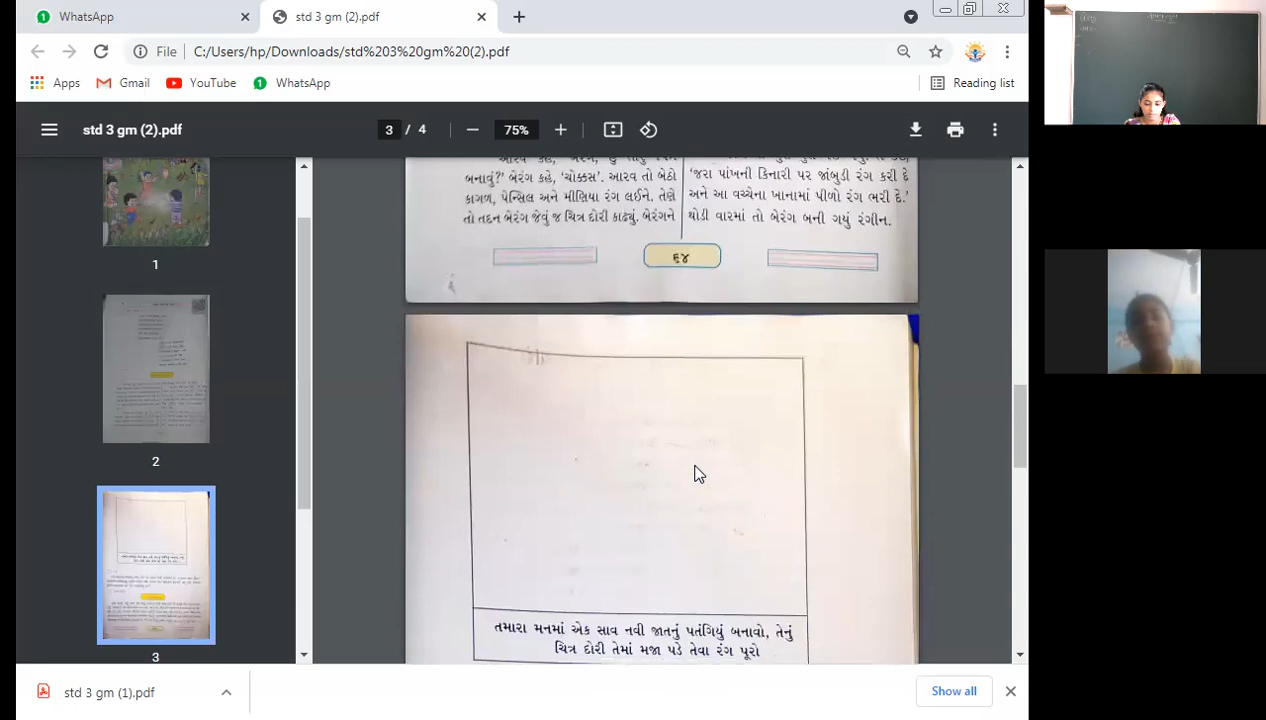 WhatsApp
std 3 gm (2).pdf
File
C:/Users/hp/Downloads/std%203%20gm%20(2).pdf
Apps
Gmail
YouTube
WhatsApp
Reading list
std 3 gm (2).pdf
3 / 4
75%
1
2
3
બનાવું?' બેરંગ કહે, 'ચોક્કસ'. આરવ તો બેઠો
કાગળ, પેન્સિલ અને મીણિયા રંગ લઈને. તેણે
તો તદન બેરંગ જેવું જ ચિત્ર દોરી કાઢ્યું. બેરંગને
'જરા પાંખની કિનારી પર જાંબુડી રંગ કરી દે
અને આ વચ્ચેના ખાનામાં પીળો રંગ ભરી દે.'
થોડી વારમાં તો બેરંગ બની ગયું રંગીન.
૬૪
તમારા મનમાં એક સાવ નવી જાતનું પતંગિયું બનાવો, તેનું
ચિત્ર દોરી તેમાં મજા પડે તેવા રંગ પૂરો
std 3 gm (1).pdf
Show all